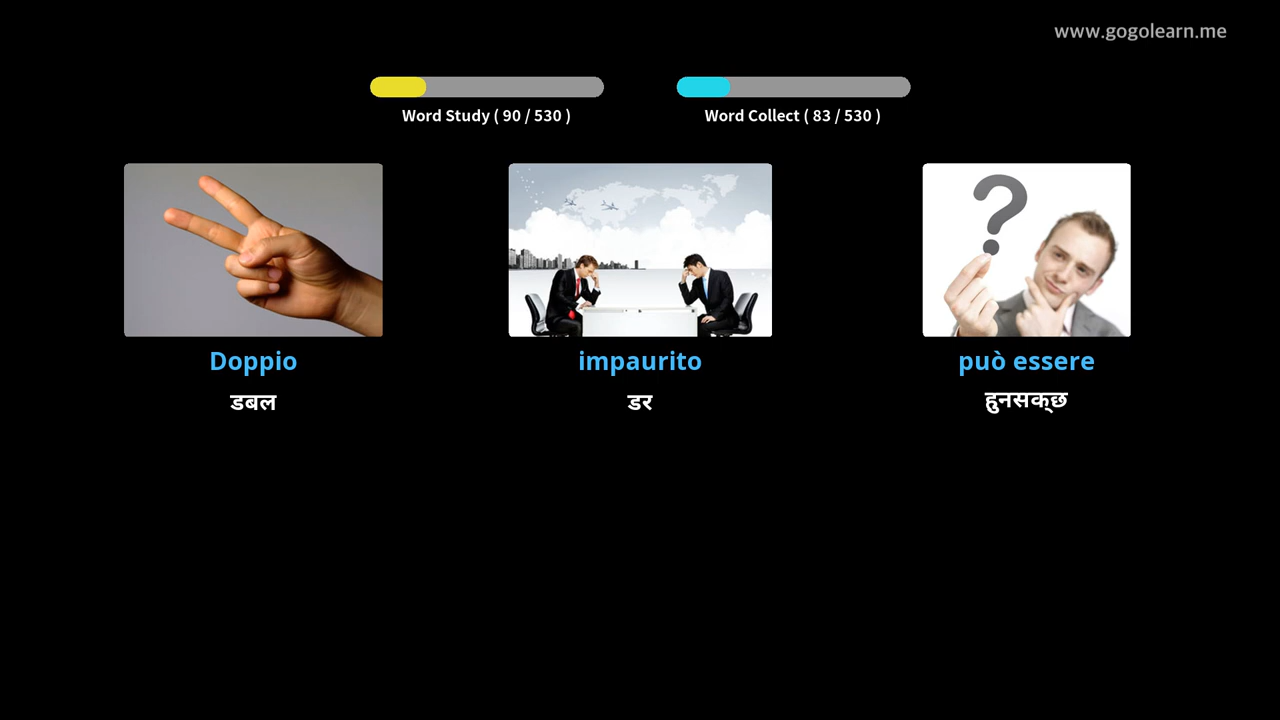 www.gogolearn.me
Word Study ( 90 / 530 )
Word Collect ( 83 / 530 )
Doppio
impaurito
può essere
डबल
डर
हुनसक्छ